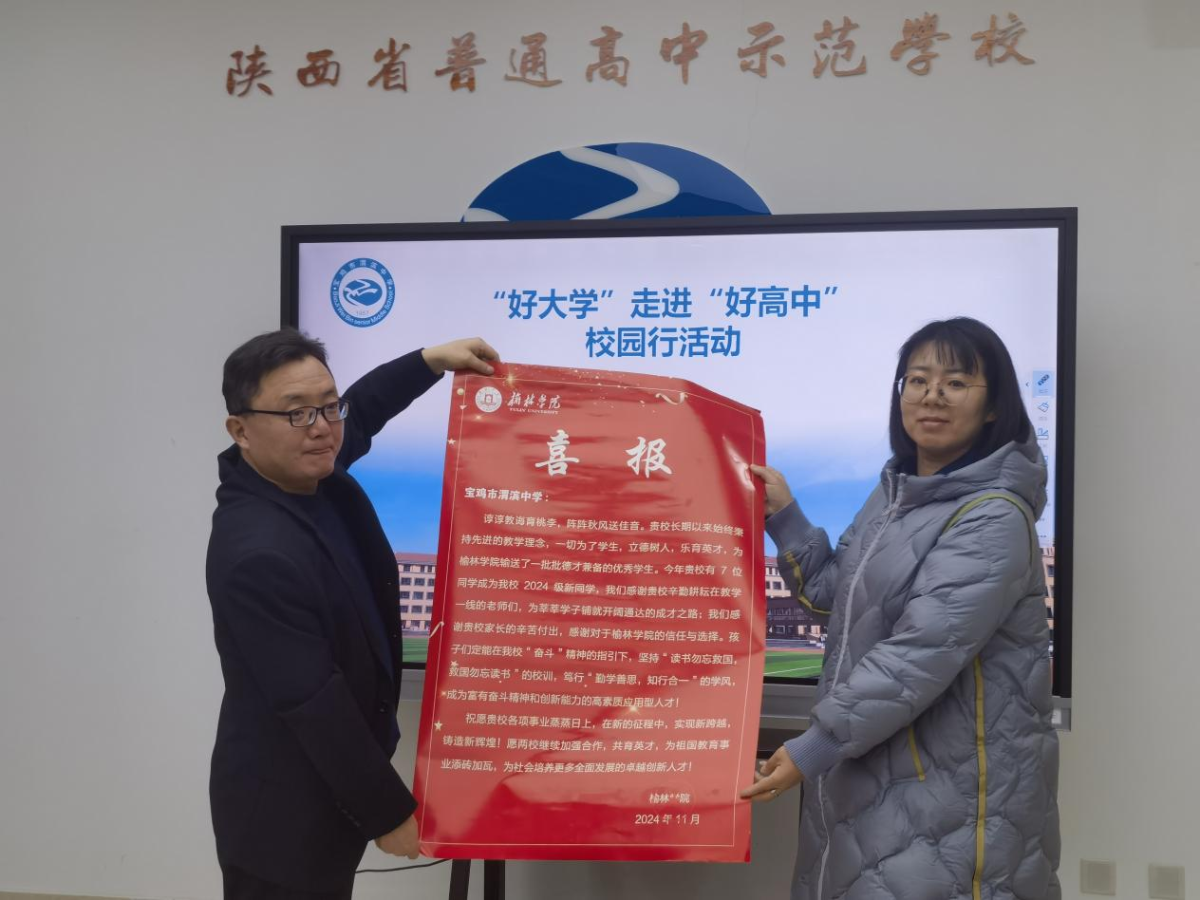 陕西省普通高中示范學校
“好大学”走进“好高中”
校园行活动
榆林学院
YULIN UNIVERSITY
喜报
宝鸡市渭滨中学：
谆谆教海育桃李，阵阵秋风送佳音。贵校长期以来始终秉
持先进的教学理念，一切为了学生，立德树人，乐育英才，为
榆林学院输送了一批批德才兼备的优秀学生。今年贵校有 7 位
同学成为我校 2024 级新同学，我们感谢贵校辛勤耕耘在教学
一线的老师们，为莘莘学子铺就开阔通达的成才之路；我们感
谢贵校家长的辛苦付出，感谢对于榆林学院的信任与选择。孩
子们定能在我校“奋斗”精神的指引下，坚持“读书勿忘救国，
救国勿忘读书”的校训，笃行“勤学善思，知行合一”的学风，
成为富有奋斗精神和创新能力的高素质应用型人才！
祝愿贵校各项事业蒸蒸日上，在新的征程中，实现新跨越，
铸造新辉煌！愿两校继续加强合作，共育英才，为祖国教育事
业添砖加瓦，为社会培养更多全面发展的卓越创新人才！
榆林学院
2024 年 11 月